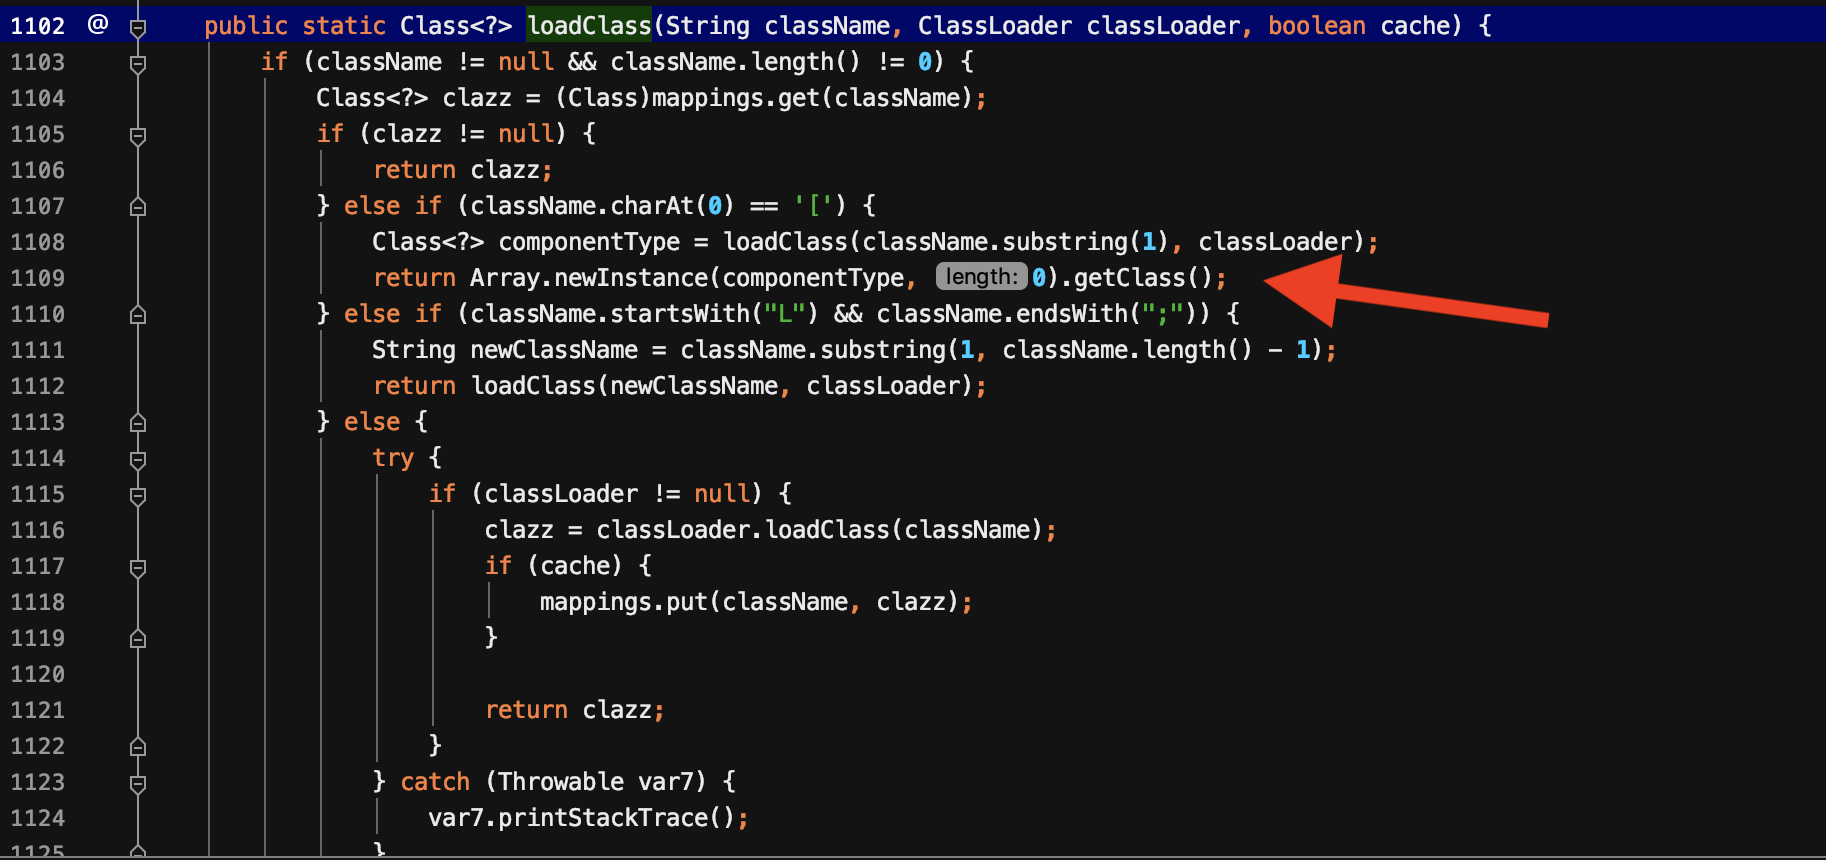 1102 @ public static Class<?> loadClass(String className, ClassLoader classLoader, boolean cache) {
1103 if (className != null && className.length() != 0) {
1104 Class<?> clazz = (Class)mappings.get(className);
1105 if (clazz != null) {
1106 return clazz;
1107 } else if (className.charAt(0) == '[') {
1108 Class<?> componentType = loadClass(className.substring(1), classLoader);
1109 return Array.newInstance(componentType, length: 0).getClass();
1110 } else if (className.startsWith("L") && className.endsWith(";")) {
1111 String newClassName = className.substring(1, className.length() - 1);
1112 return loadClass(newClassName, classLoader);
1113 } else {
1114 try {
1115 if (classLoader != null) {
1116 clazz = classLoader.loadClass(className);
1117 if (cache) {
1118 mappings.put(className, clazz);
1119 }
1120
1121 return clazz;
1122 }
1123 } catch (Throwable var7) {
1124 var7.printStackTrace();
1125 }